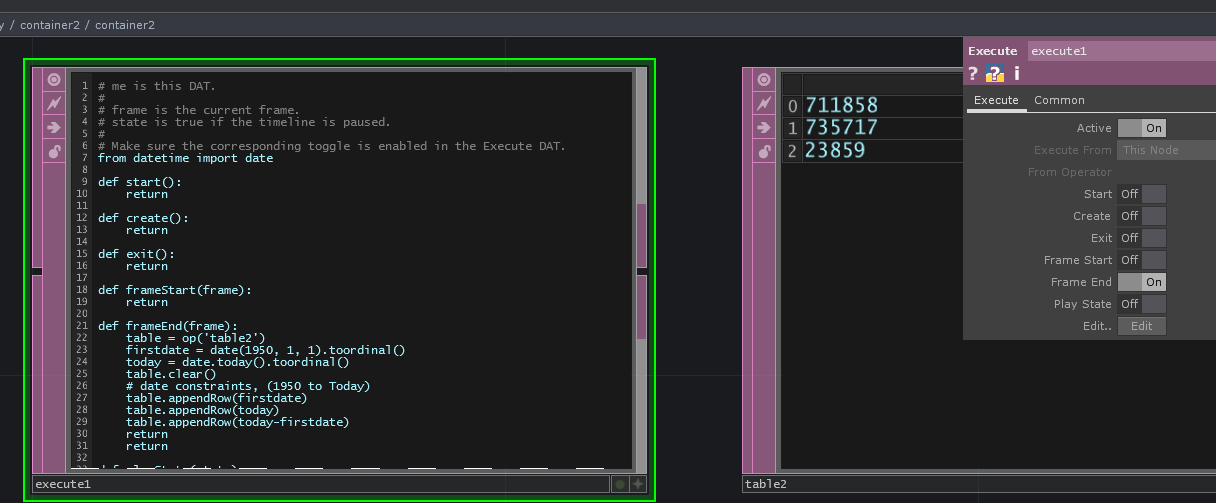 / container2 / container2
1 # me is this DAT.
2 #
3 # frame is the current frame.
4 # state is true if the timeline is paused.
5 #
6 # Make sure the corresponding toggle is enabled in the Execute DAT.
7 from datetime import date
8
9 def start():
10     return
11
12 def create():
13     return
14
15 def exit():
16     return
17
18 def frameStart(frame):
19     return
20
21 def frameEnd(frame):
22     table = op('table2')
23     firstdate = date(1950, 1, 1).toordinal()
24     today = date.today().toordinal()
25     table.clear()
26     # date constraints, (1950 to Today)
27     table.appendRow(firstdate)
28     table.appendRow(today)
29     table.appendRow(today-firstdate)
30     return
31     return
32
execute1
0 711858
1 735717
2 23859
table2
Execute execute1
? ? i
Execute Common
Active On
Execute From This Node
From Operator
Start Off
Create Off
Exit Off
Frame Start Off
Frame End On
Play State Off
Edit.. Edit